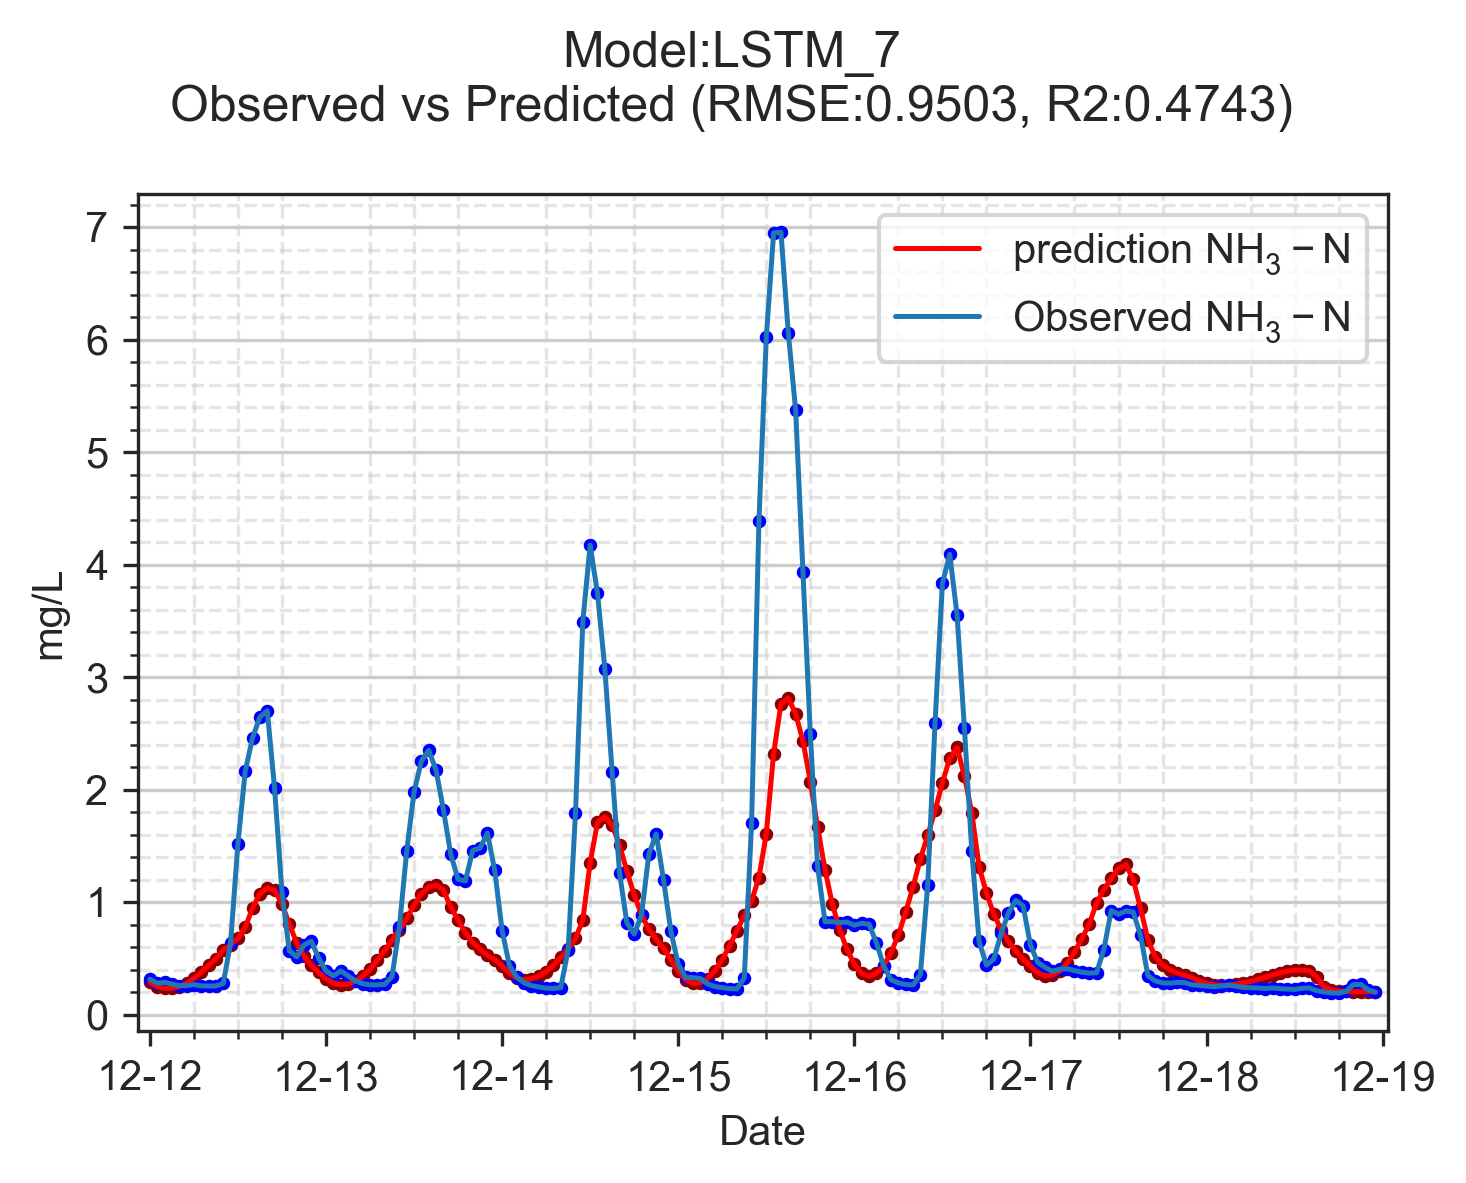 Model:LSTM_7
Observed vs Predicted (RMSE:0.9503, R2:0.4743)
prediction NH₃ − N
Observed NH₃ − N
7
6
5
4
3
2
1
0
mg/L
12-12 12-13 12-14 12-15 12-16 12-17 12-18 12-19
Date